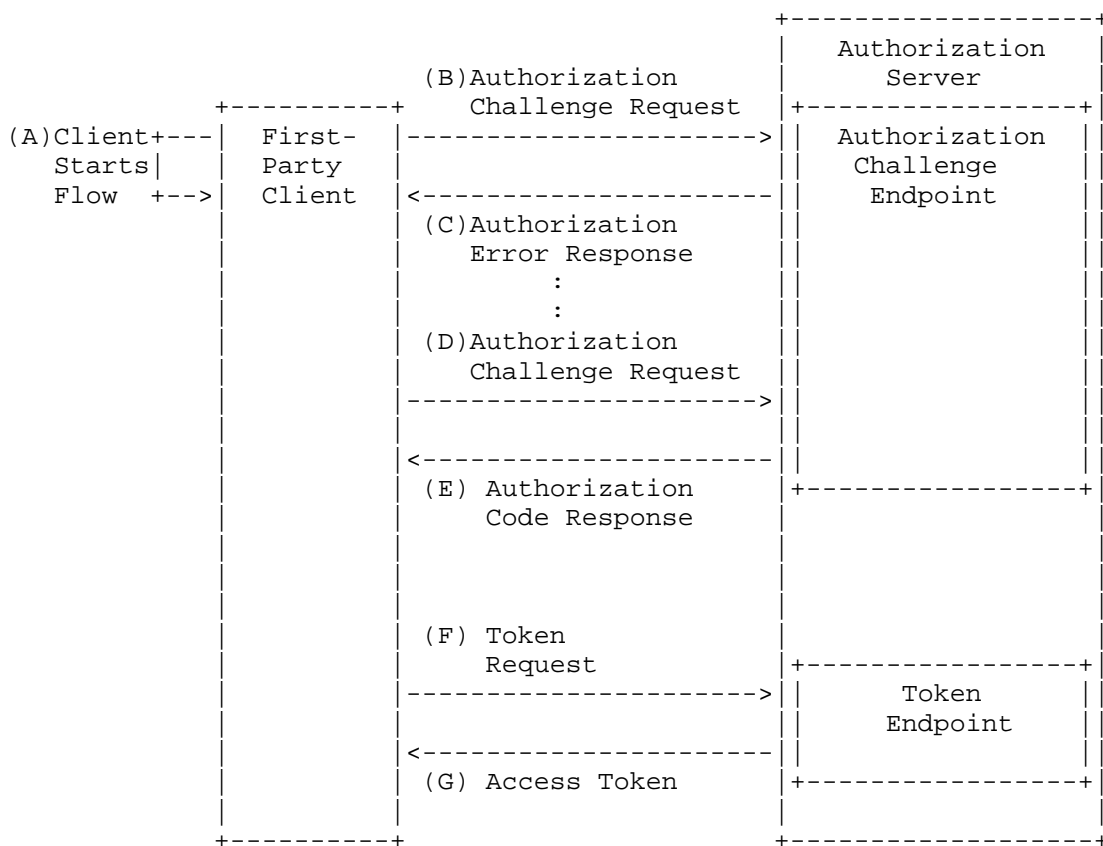 Authorization
(B)Authorization Server
Challenge Request
(A)Client First- Authorization
Starts Party Challenge
Flow Client Endpoint
(C)Authorization
Error Response
:
:
(D)Authorization
Challenge Request
(E) Authorization
Code Response
(F) Token
Request
Token
Endpoint
(G) Access Token